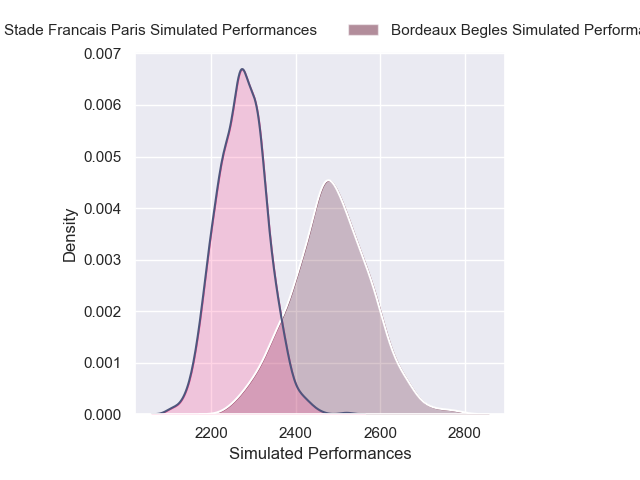 Stade Francais Paris Simulated Performances Bordeaux Begles Simulated Performa
0.007
0.006
0.005
0.004
0.003
0.002
0.001
0.000
Density
2200 2400 2600 2800
Simulated Performances